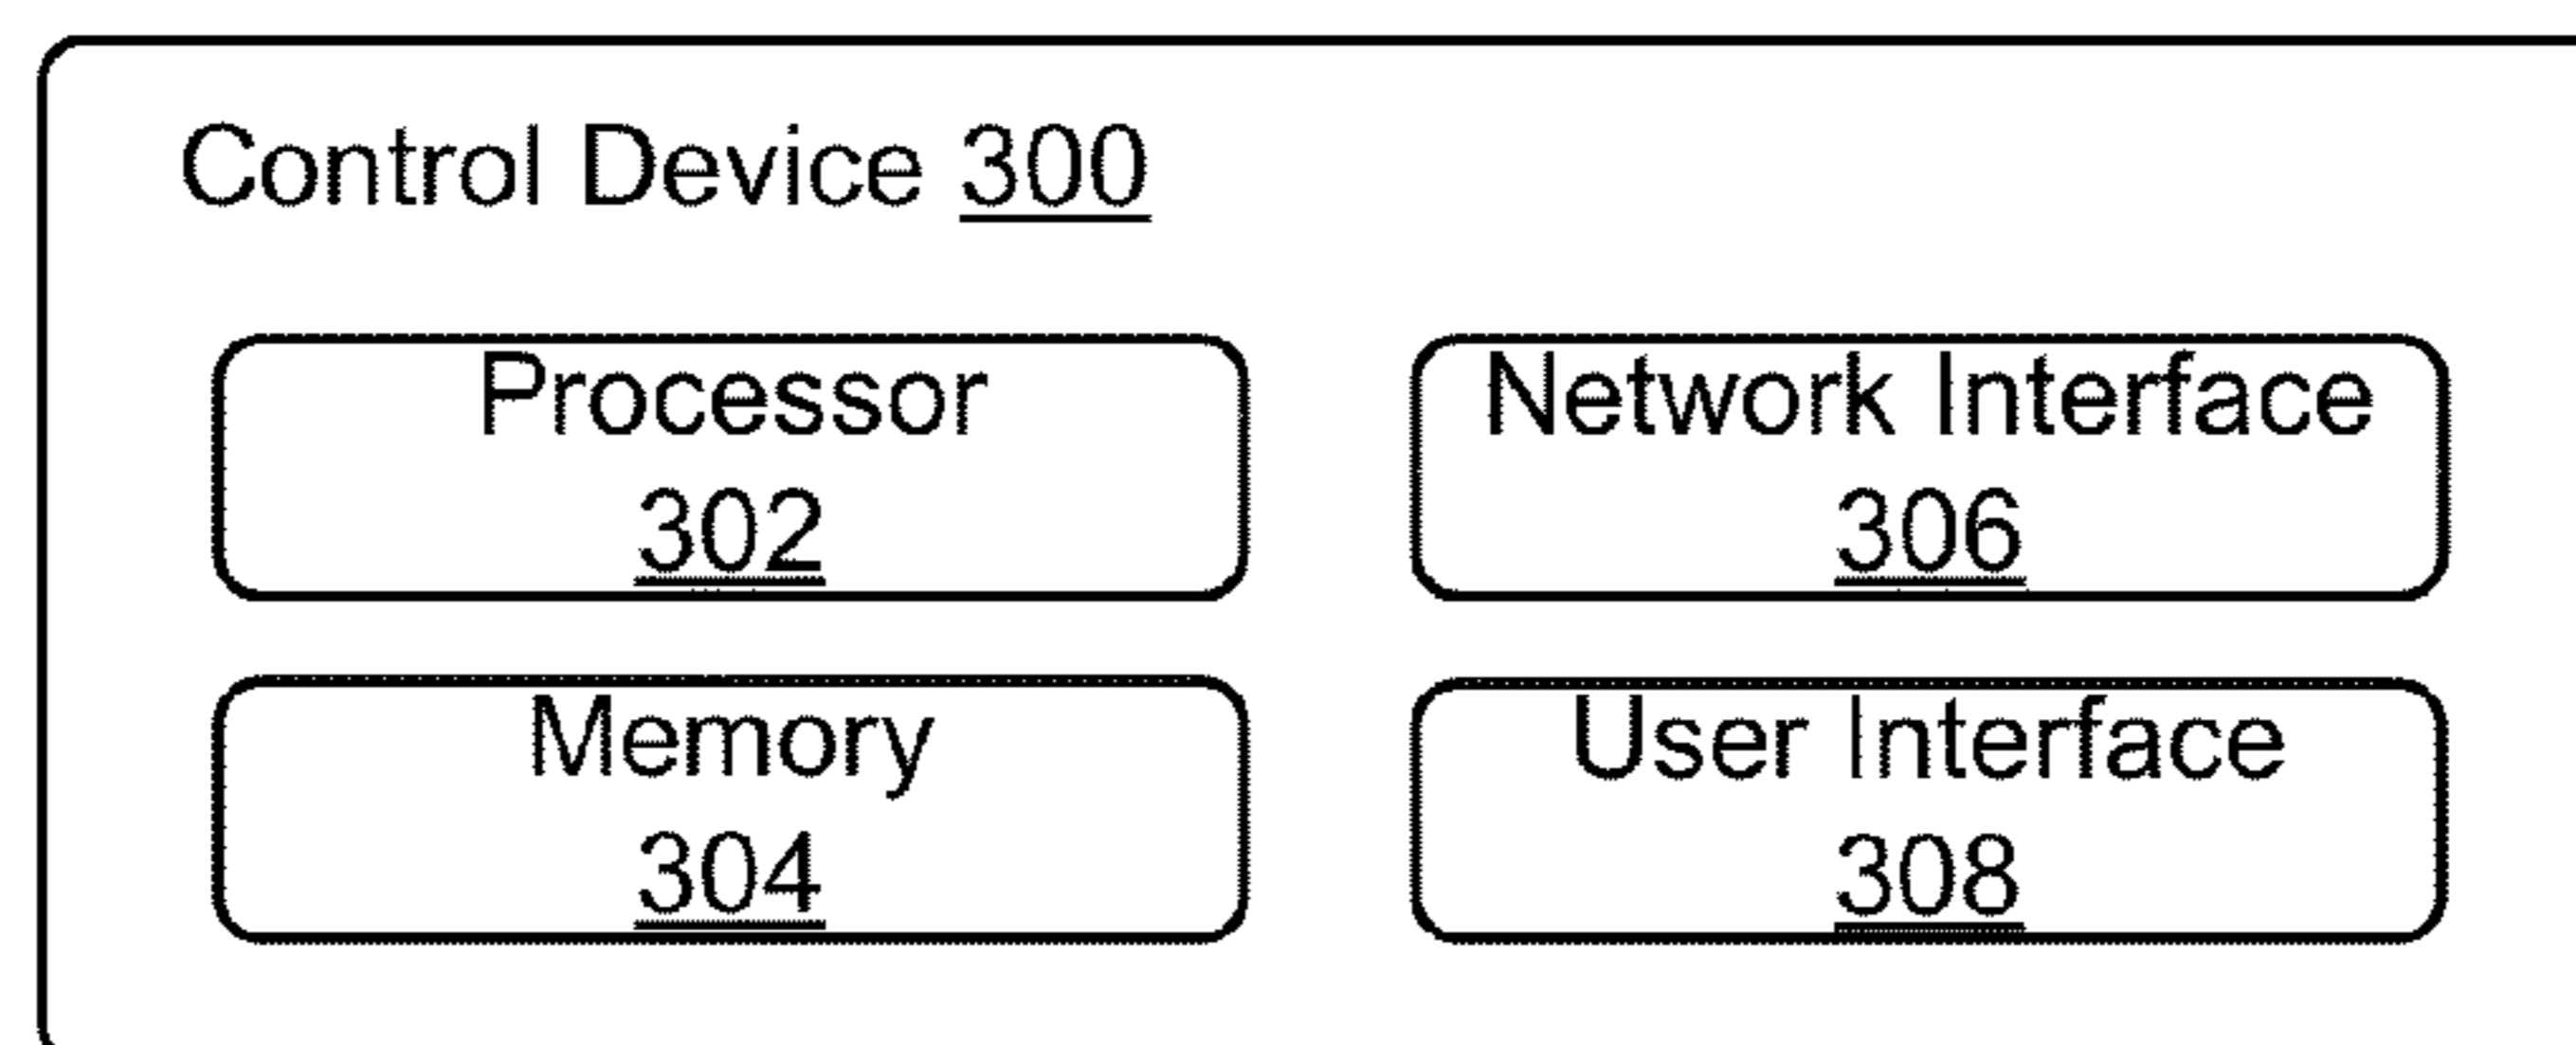 Control Device 300
Processor
302
Network Interface
306
Memory
304
User Interface
308